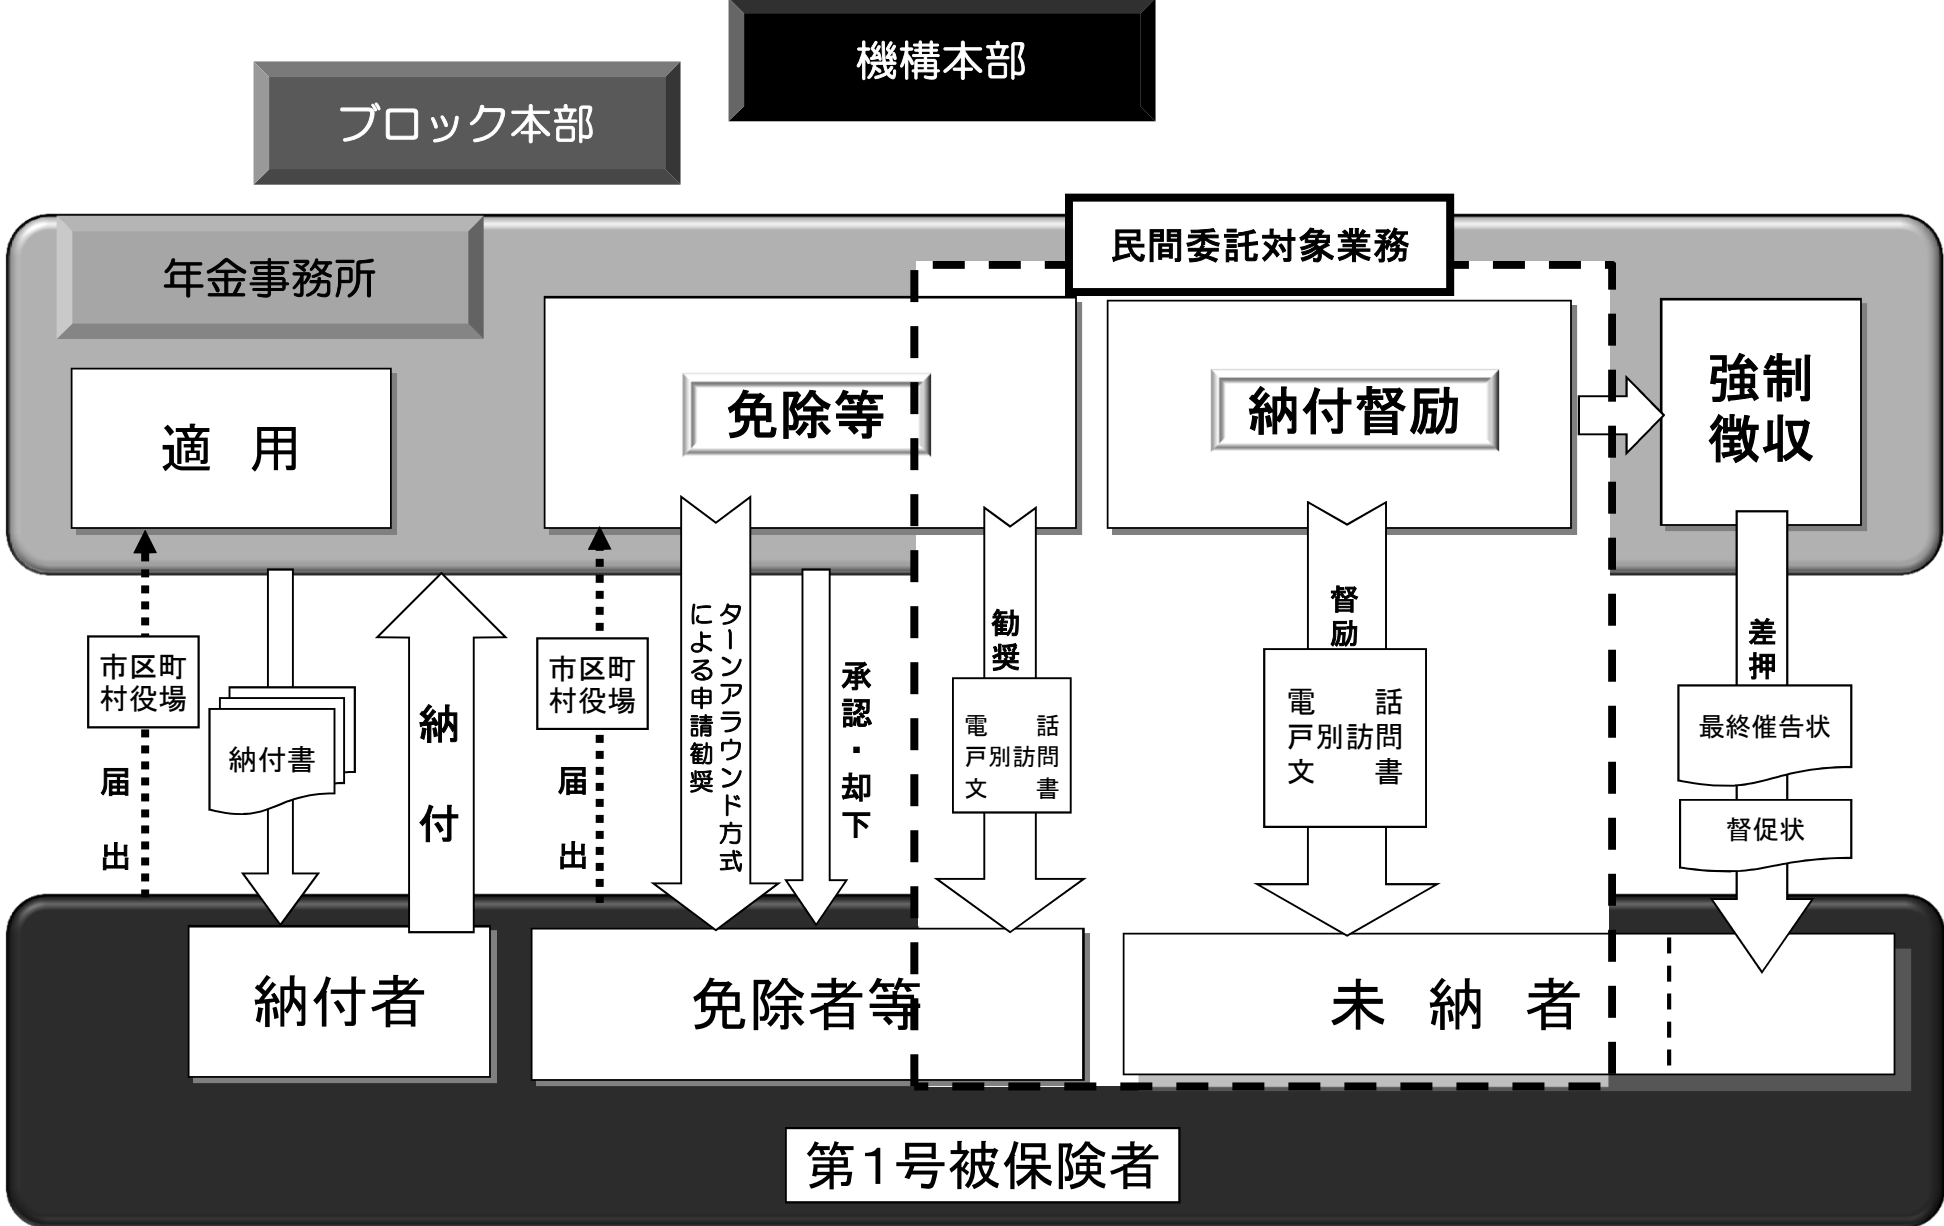 機構本部
ブロック本部
民間委託対象業務
年金事務所
適　用
免除等
納付督励
強制
徴収
市区町
村役場
届出
納付書
納付
市区町
村役場
届出
ターンアラウンド方式
による申請勧奨
承認・却下
勧奨
電話
戸別訪問
文書
督励
電話
戸別訪問
文書
差押
最終催告状
督促状
納付者
免除者等
未納者
第１号被保険者